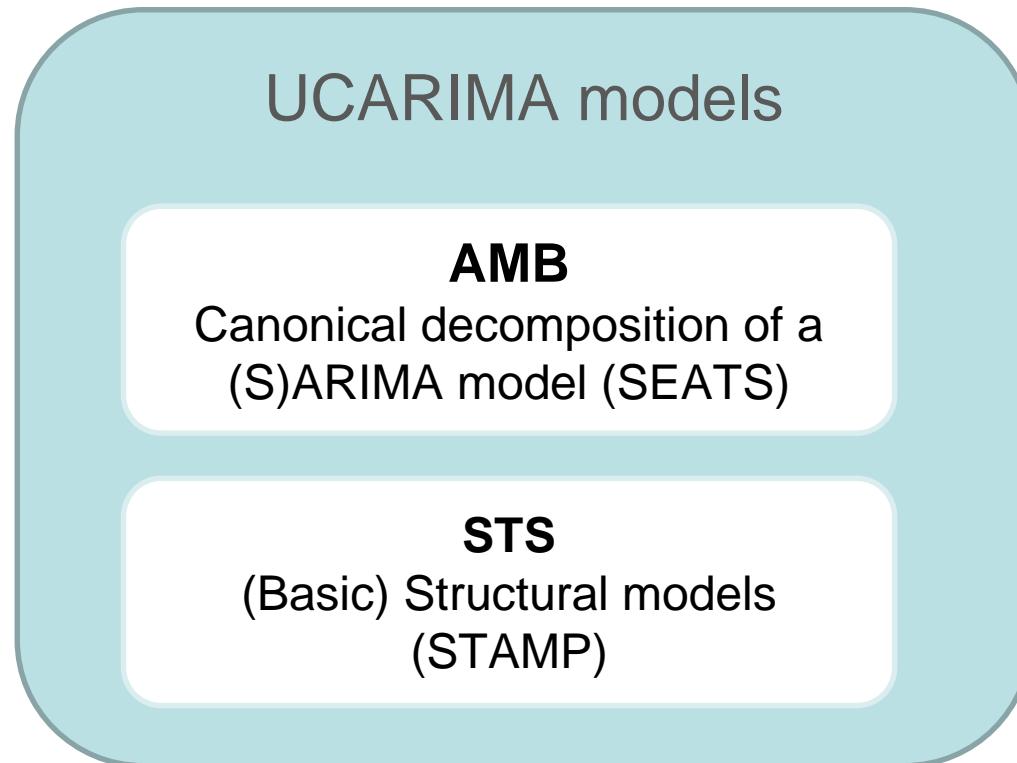 UCARIMA models
AMB
Canonical decomposition of a
(S)ARIMA model (SEATS)
STS
(Basic) Structural models
(STAMP)